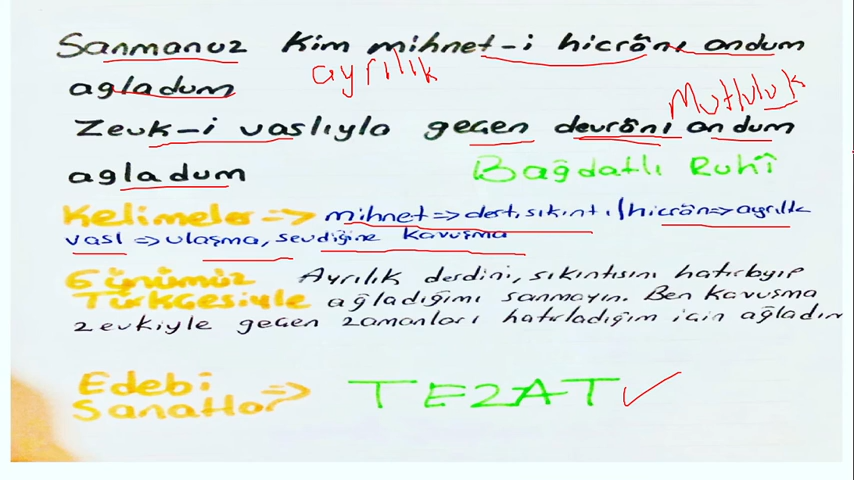 Sanmanuz kim mihnet-i hicrânı andum
agladum
ayrılık
Mutluluk
Zevk-i vaslıyla geçen devrânı andum
agladum
Bağdatlı Ruhî
Kelimeler => mihnet => dert, sıkıntı / hicrân => ayrılık
vasl => ulaşma, sevdiğine kavuşma
Günümüz Ayrılık derdini, sıkıntısını hatırlayıp
Türkçesiyle ağladığımı sanmayın. Ben kavuşma
zevkiyle geçen zamanları hatırladığım için ağladım
Edebi
Sanatlar => TEZAT ✓